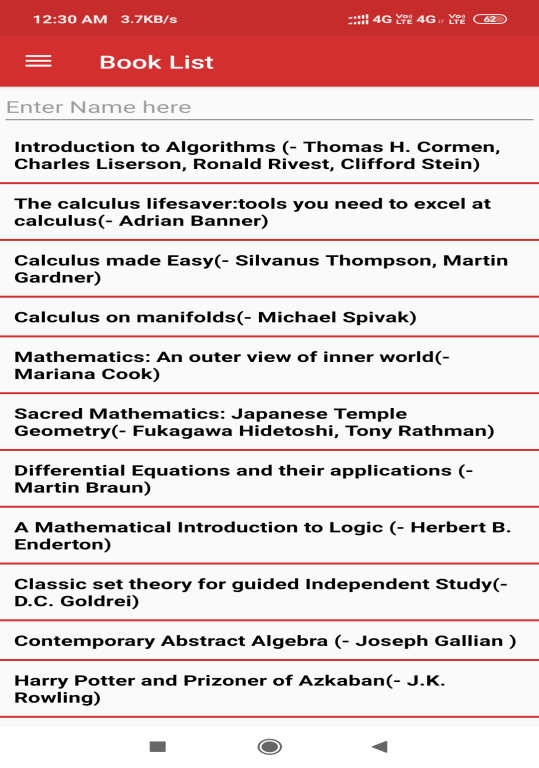 12:30 AM 3.7KB/s 4G Vo LTE 4G Vo LTE 62
Book List
Enter Name here
Introduction to Algorithms (- Thomas H. Cormen,
Charles Liserson, Ronald Rivest, Clifford Stein)
The calculus lifesaver:tools you need to excel at
calculus(- Adrian Banner)
Calculus made Easy(- Silvanus Thompson, Martin
Gardner)
Calculus on manifolds(- Michael Spivak)
Mathematics: An outer view of inner world(-
Mariana Cook)
Sacred Mathematics: Japanese Temple
Geometry(- Fukagawa Hidetoshi, Tony Rathman)
Differential Equations and their applications (-
Martin Braun)
A Mathematical Introduction to Logic (- Herbert B.
Enderton)
Classic set theory for guided Independent Study(-
D.C. Goldrei)
Contemporary Abstract Algebra (- Joseph Gallian )
Harry Potter and Prizoner of Azkaban(- J.K.
Rowling)